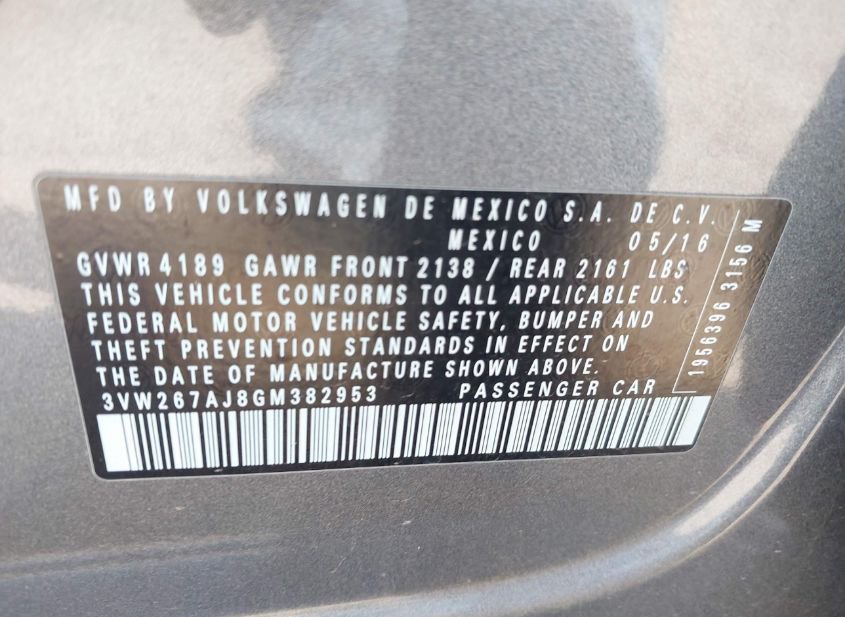 MFD BY VOLKSWAGEN DE MEXICO S.A. DE C.V.
MEXICO 05/16
GVWR 4189 GAWR FRONT 2138 / REAR 2161 LBS
THIS VEHICLE CONFORMS TO ALL APPLICABLE U.S.
FEDERAL MOTOR VEHICLE SAFETY, BUMPER AND
THEFT PREVENTION STANDARDS IN EFFECT ON
THE DATE OF MANUFACTURE SHOWN ABOVE.
3VW267AJ8GM382953 PASSENGER CAR
1956396 3156 M